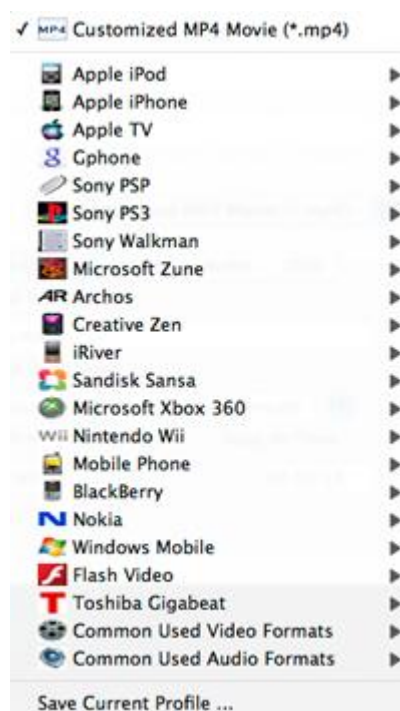 ✓ MP4 Customized MP4 Movie (*.mp4)
Apple iPod
Apple iPhone
Apple TV
Gphone
Sony PSP
Sony PS3
Sony Walkman
Microsoft Zune
AR Archos
Creative Zen
iRiver
Sandisk Sansa
Microsoft Xbox 360
Wii Nintendo Wii
Mobile Phone
BlackBerry
Nokia
Windows Mobile
Flash Video
Toshiba Gigabeat
Common Used Video Formats
Common Used Audio Formats
Save Current Profile ...